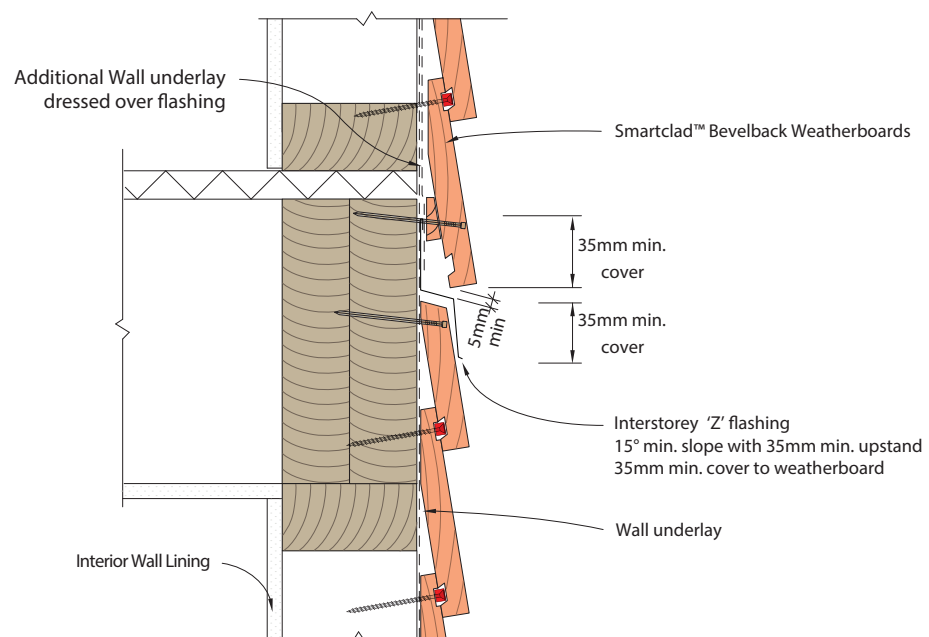 Additional Wall underlay
dressed over flashing
Smartclad™ Bevelback Weatherboards
35mm min.
cover
5mm
min
35mm min.
cover
Interstorey ‘Z’ flashing
15° min. slope with 35mm min. upstand
35mm min. cover to weatherboard
Wall underlay
Interior Wall Lining